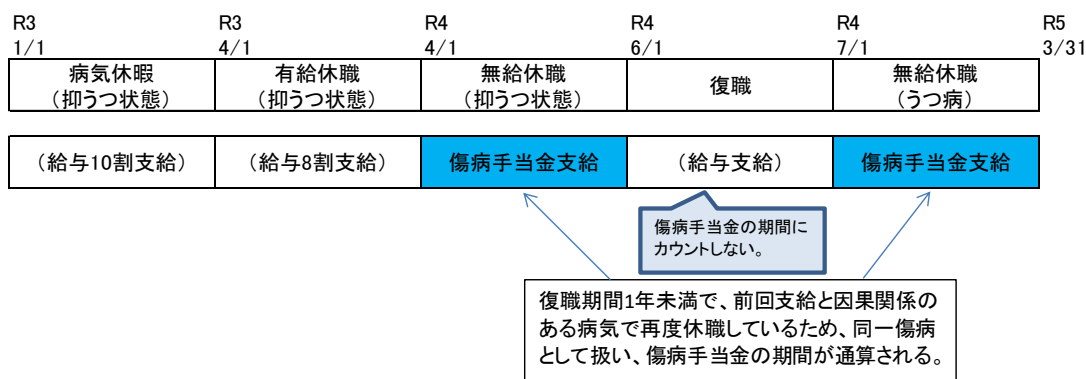 R3 R3 R4 R4 R4 R5
1/1 4/1 4/1 6/1 7/1 3/31
病気休暇 有給休職 無給休職 復職 無給休職
(抑うつ状態) (抑うつ状態) (抑うつ状態) (うつ病)
(給与10割支給) (給与8割支給) 傷病手当金支給 (給与支給) 傷病手当金支給
傷病手当金の期間に
カウントしない。
復職期間1年未満で、前回支給と因果関係の
ある病気で再度休職しているため、同一傷病
として扱い、傷病手当金の期間が通算される。